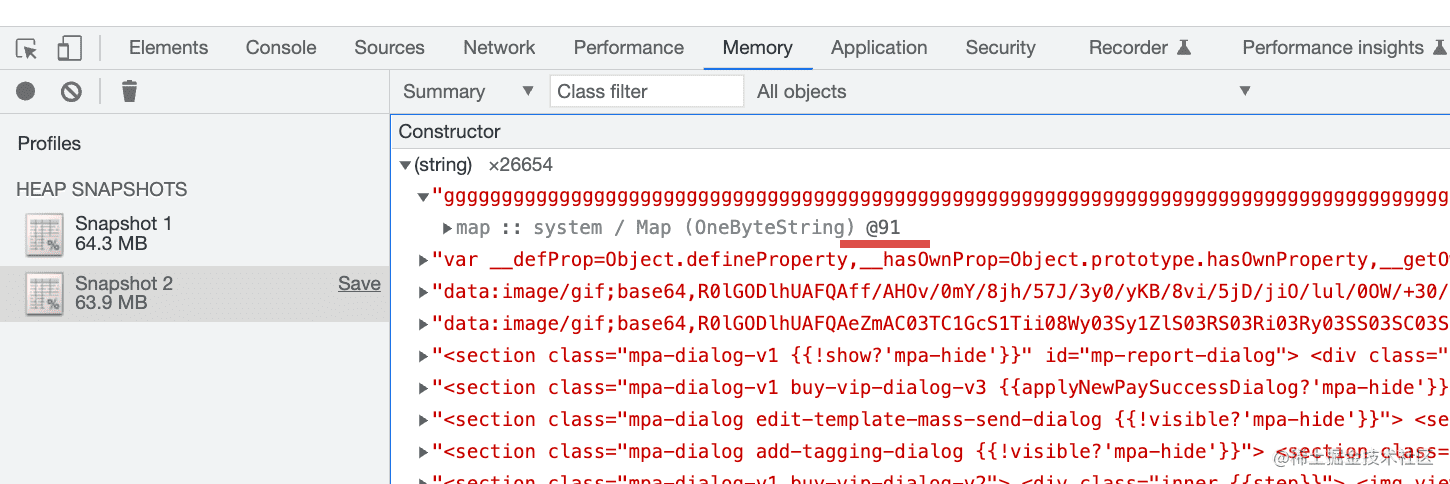 Elements Console Sources Network Performance Memory Application Security Recorder Performance insights
Summary ▼ Class filter All objects ▼
Profiles
HEAP SNAPSHOTS
Snapshot 1
64.3 MB
Snapshot 2 Save
63.9 MB
Constructor
▼(string) ×26654
▼"gggggggggggggggggggggggggggggggggggggggggggggggggggggggggggggggggggggggggggggggggggg
▶map :: system / Map (OneByteString) @91
▶"var __defProp=Object.defineProperty,__hasOwnProp=Object.prototype.hasOwnProperty,__getO
▶"data:image/gif;base64,R0lGODlhUAFQAff/AHOv/0mY/8jh/57J/3y0/yKB/8vi/5jD/jiO/lul/0OW/+30/
▶"data:image/gif;base64,R0lGODlhUAFQAeZmAC03TC1GcS1Tii08Wy03Sy1ZlS03RS03Ri03Ry03SS03SC03S
▶"<section class="mpa-dialog-v1 {{!show?'mpa-hide'}}" id="mp-report-dialog"> <div class="
▶"<section class="mpa-dialog-v1 buy-vip-dialog-v3 {{applyNewPaySuccessDialog?'mpa-hide'}}
▶"<section class="mpa-dialog edit-template-mass-send-dialog {{!visible?'mpa-hide'}}"> <se
▶"<section class="mpa-dialog add-tagging-dialog {{!visible?'mpa-hide'}}"> <section class=
▶"<section class="mpa-dialog-v1 buy-vip-dialog-v2"> <div class="inner {{step}}"> <img vie
@稀土掘金技术社区